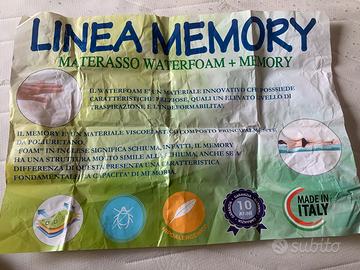 LINEA MEMORY
MATERASSO WATERFOAM + MEMORY
IL WATERFOAM E' UN MATERIALE INNOVATIVO CHE POSSIEDE
CARATTERISTICHE PREZIOSE, QUALI UN ELEVATO LIVELLO DI
TRASPIRAZIONE E L'INDEFORMABILITA'.
IL MEMORY E' UN MATERIALE VISCOELASTICO COMPOSTO PRINCIPALMENTE
DA POLIURETANO.
FOAM" IN INGLESE SIGNIFICA SCHIUMA, INFATTI, IL MEMORY
HA UNA STRUTTURA MOLTO SIMILE ALLA SCHIUMA, ANCHE SE A
DIFFERENZA DI QUESTA PRESENTA UNA CARATTERISTICA
FONDAMENTALE: LA CAPACITA' DI MEMORIA.
IPOALLERGENICO
10
ANNI
MADE IN
ITALY
subito